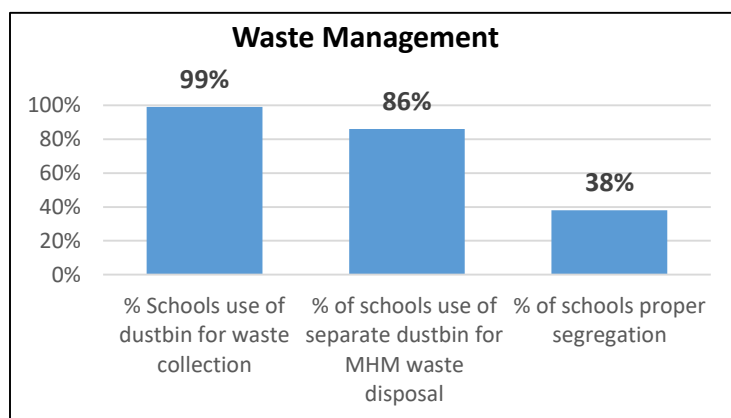 Waste Management
99%
86%
38%
100%
80%
60%
40%
20%
0%
% Schools use of
dustbin for waste
collection
% of schools use of
separate dustbin for
MHM waste
disposal
% of schools proper
segregation